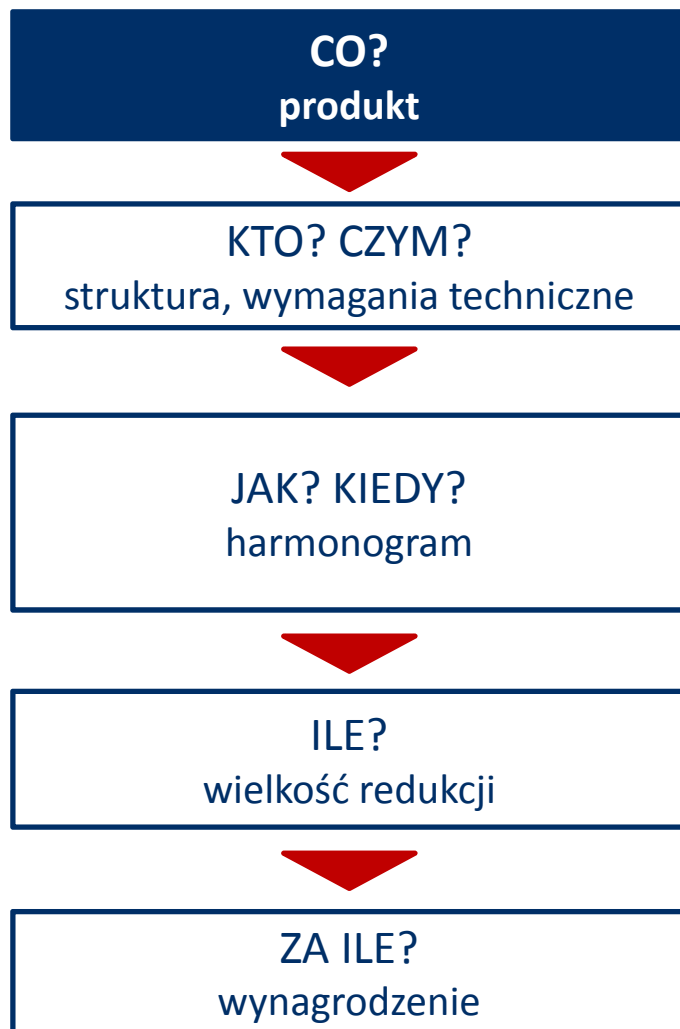 CO?
produkt
KTO? CZYM?
struktura, wymagania techniczne
JAK? KIEDY?
harmonogram
ILE?
wielkość redukcji
ZA ILE?
wynagrodzenie